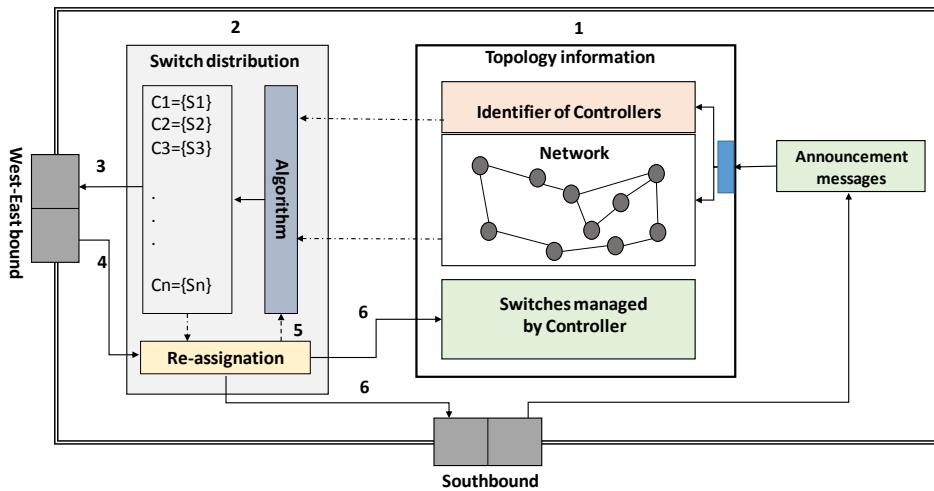 2
1
Switch distribution
Topology information
C1={S1}
C2={S2}
C3={S3}
.
.
.
Cn={Sn}
Algorithm
Identifier of Controllers
Network
Announcement
messages
West-East bound
3
4
5
6
Switches managed
by Controller
Re-assignation
6
Southbound